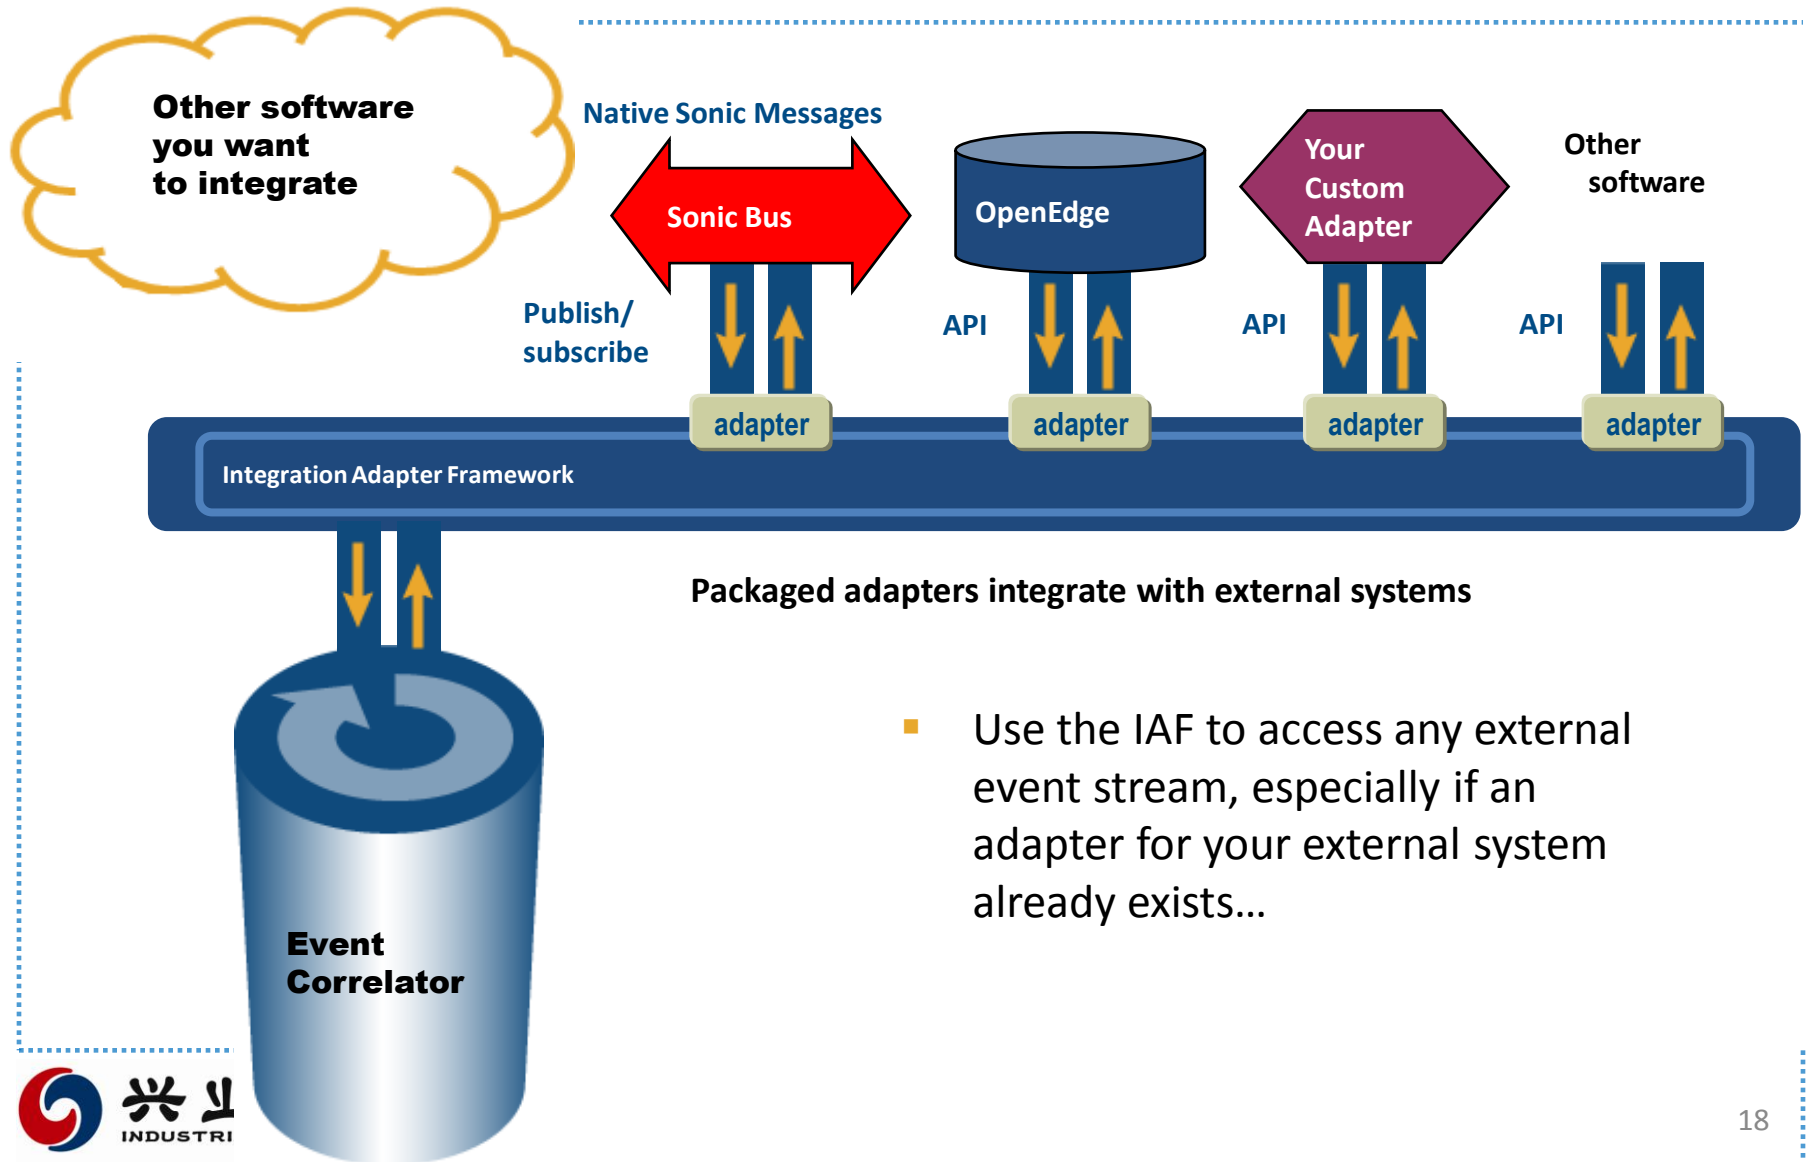 Other software
you want
to integrate
Native Sonic Messages
Sonic Bus
OpenEdge
Your
Custom
Adapter
Other
software
Publish/
subscribe
API
API
API
adapter
adapter
adapter
adapter
Integration Adapter Framework
Packaged adapters integrate with external systems
Use the IAF to access any external
event stream, especially if an
adapter for your external system
already exists...
Event
Correlator
兴
INDUSTRI
18